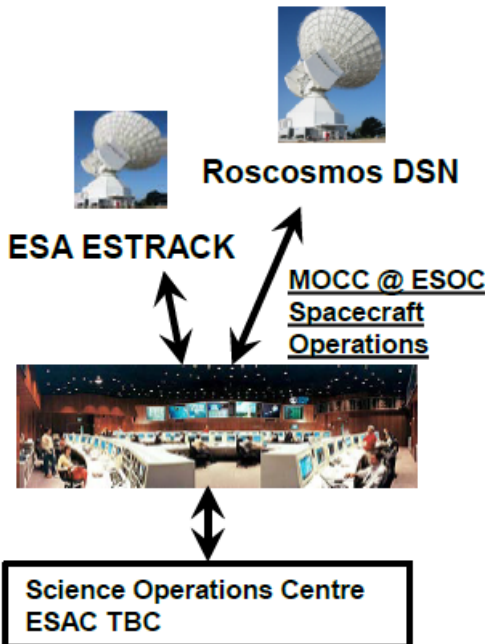 Roscosmos DSN
ESA ESTRACK
MOCC @ ESOC
Spacecraft
Operations
Science Operations Centre
ESAC TBC